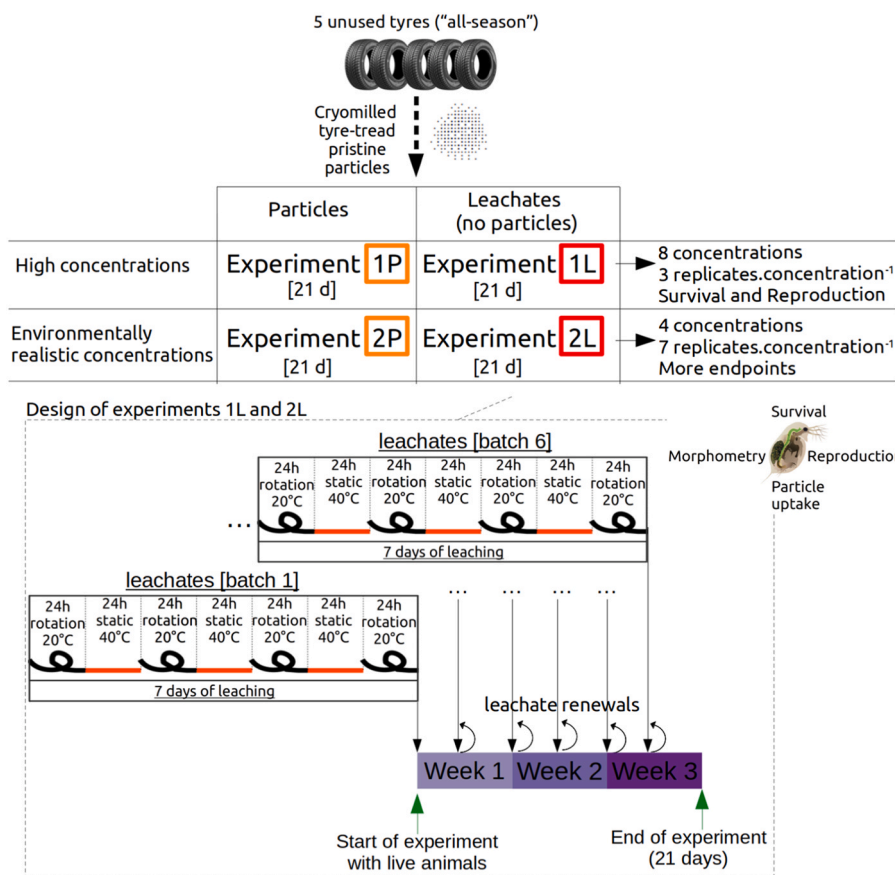 5 unused tyres (“all-season”)
Cryomilled
tyre-tread
pristine
particles
Particles
Leachates
(no particles)
High concentrations
Experiment 1P
[21 d]
Experiment 1L
[21 d]
8 concentrations
3 replicates.concentration⁻¹
Survival and Reproduction
Environmentally
realistic concentrations
Experiment 2P
[21 d]
Experiment 2L
[21 d]
4 concentrations
7 replicates.concentration⁻¹
More endpoints
Design of experiments 1L and 2L
Survival
Morphometry
Reproduction
Particle
uptake
leachates [batch 6]
24h 24h 24h 24h 24h 24h 24h
rotation static rotation static rotation static rotation
20°C 40°C 20°C 40°C 20°C 40°C 20°C
...
7 days of leaching
leachates [batch 1]
... ... ... ...
24h 24h 24h 24h 24h 24h 24h
rotation static rotation static rotation static rotation
20°C 40°C 20°C 40°C 20°C 40°C 20°C
7 days of leaching
leachate renewals
Week 1 Week 2 Week 3
Start of experiment
with live animals
End of experiment
(21 days)